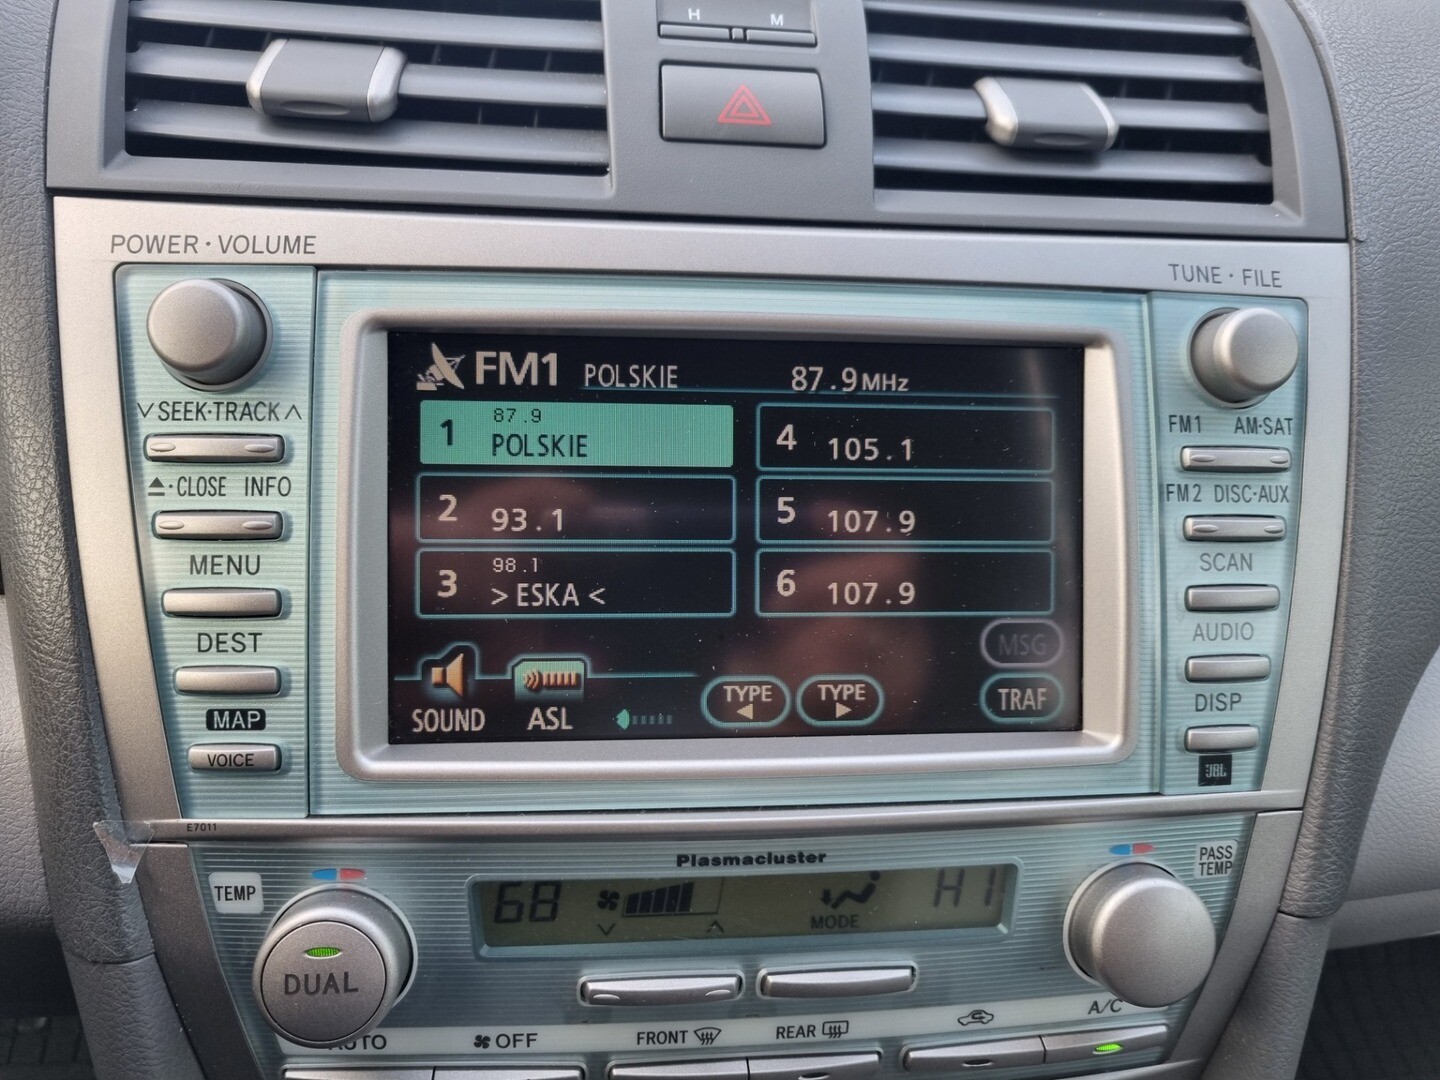 H M
POWER · VOLUME
TUNE · FILE
∨ SEEK·TRACK ∧
·CLOSE INFO
MENU
DEST
MAP
VOICE
E7011
FM1 POLSKIE 87.9MHz
1 87.9 POLSKIE
2 93.1
3 98.1 >ESKA<
4 105.1
5 107.9
6 107.9
MSG
SOUND ASL TYPE TYPE TRAF
FM1 AM·SAT
FM2 DISC·AUX
SCAN
AUDIO
DISP
JBL
Plasmacluster
TEMP
68 MODE HI
PASS TEMP
DUAL
AUTO OFF FRONT REAR A/C